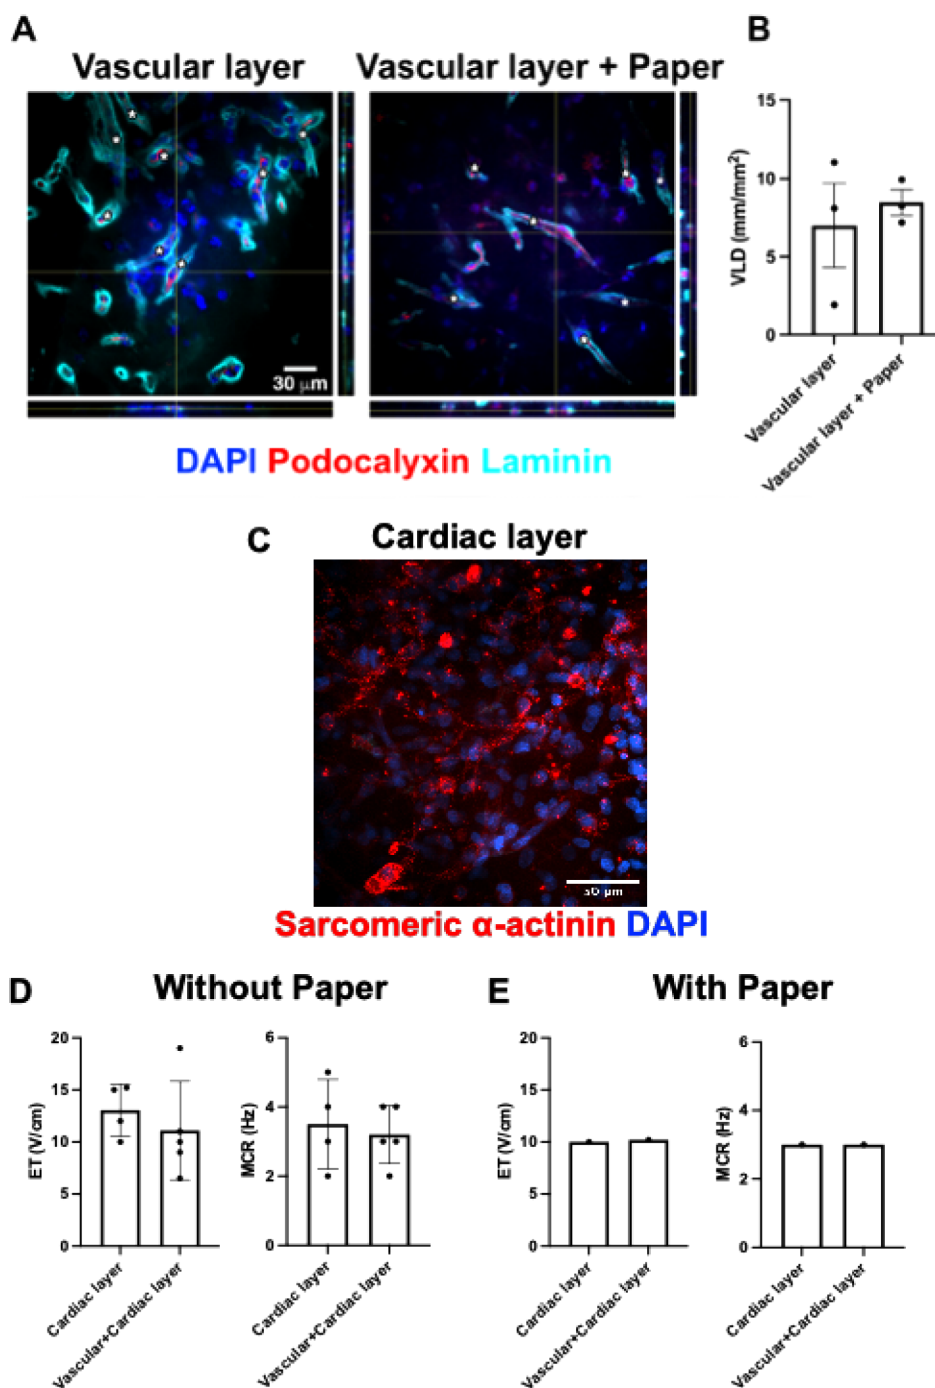 A
Vascular layer
Vascular layer + Paper
30 μm
DAPI Podocalyxin Laminin
B
VLD (mm/mm²)
15
10
5
0
Vascular layer
Vascular layer + Paper
C
Cardiac layer
50 μm
Sarcomeric α-actinin DAPI
D
Without Paper
ET (V/cm)
20
15
10
5
0
Cardiac layer
Vascular+Cardiac layer
MCR (Hz)
6
4
2
0
Cardiac layer
Vascular+Cardiac layer
E
With Paper
ET (V/cm)
20
15
10
5
0
Cardiac layer
Vascular+Cardiac layer
MCR (Hz)
6
4
2
0
Cardiac layer
Vascular+Cardiac layer